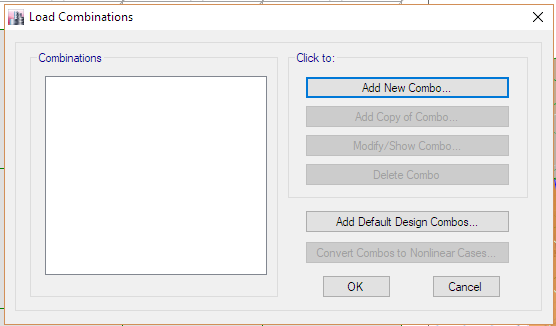 Load Combinations
Combinations
Click to:
Add New Combo...
Add Copy of Combo...
Modify/Show Combo...
Delete Combo
Add Default Design Combos...
Convert Combos to Nonlinear Cases...
OK
Cancel